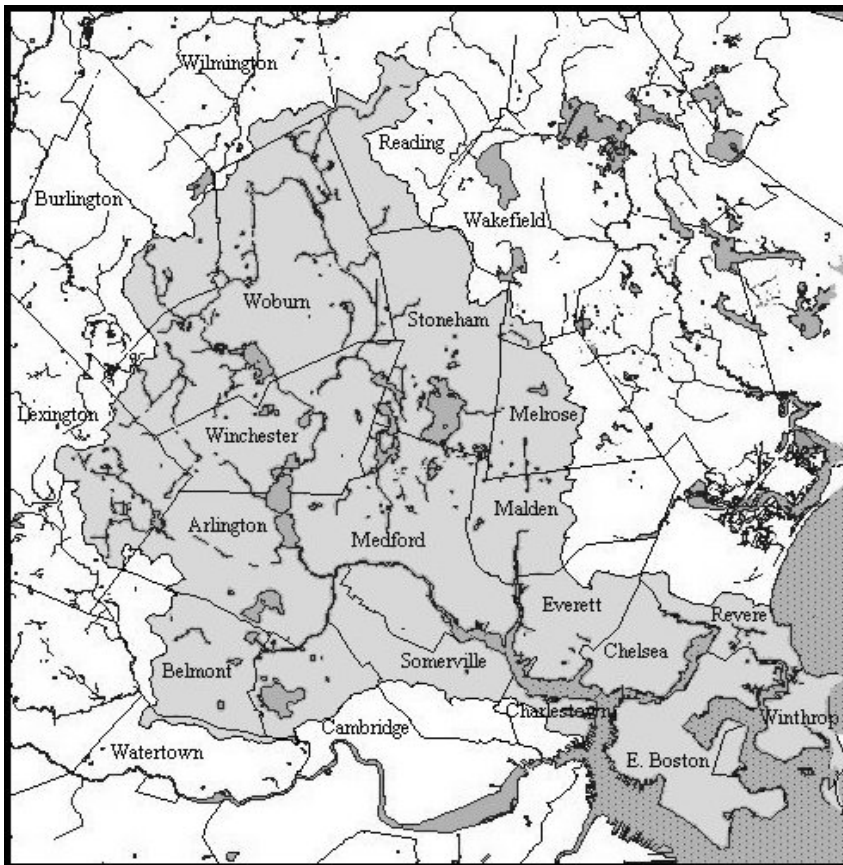 Wilmington
Reading
Burlington
Wakefield
Woburn
Stoneham
Lexington
Melrose
Winchester
Malden
Arlington
Medford
Everett
Revere
Chelsea
Belmont
Somerville
Charlestown
Winthrop
Cambridge
Watertown
E. Boston